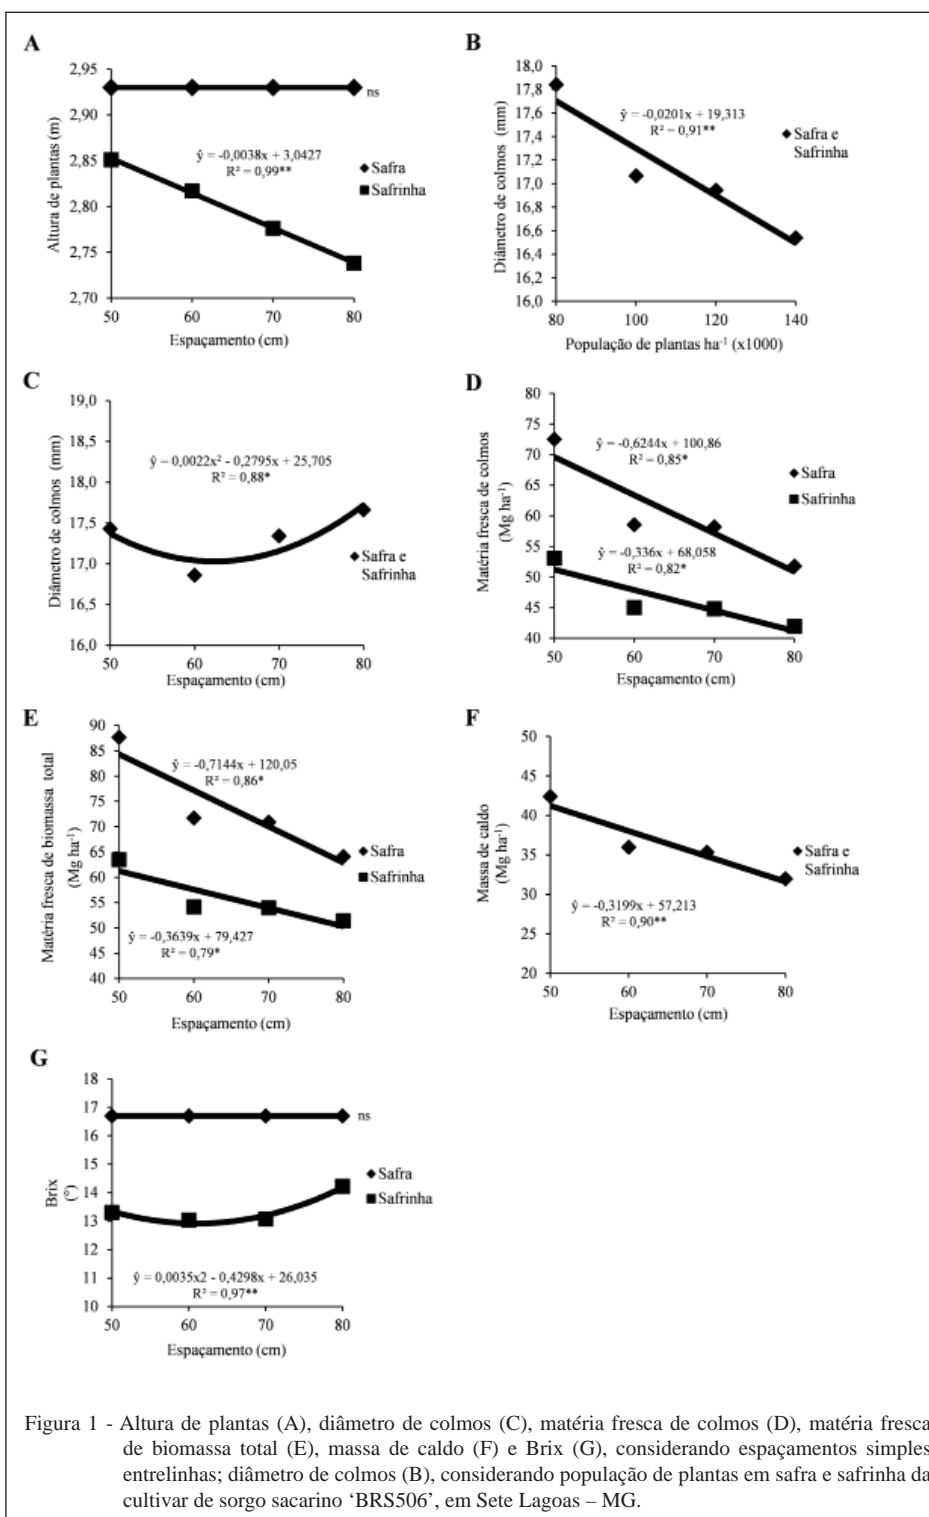 A
2,95
2,90
2,85
2,80
2,75
2,70
Altura de plantas (m)
ns
ŷ = -0,0038x + 3,0427
R² = 0,99**
Safra
Safrinha
50 60 70 80
Espaçamento (cm)
B
18,0
17,8
17,6
17,4
17,2
17,0
16,8
16,6
16,4
16,2
16,0
Diâmetro de colmos (mm)
ŷ = -0,0201x + 19,313
R² = 0,91**
Safra e
Safrinha
80 100 120 140
População de plantas ha⁻¹ (x1000)
C
19,0
18,5
18,0
17,5
17,0
16,5
16,0
Diâmetro de colmos (mm)
ŷ = 0,0022x² - 0,2795x + 25,705
R² = 0,88*
Safra e
Safrinha
50 60 70 80
Espaçamento (cm)
D
80
75
70
65
60
55
50
45
40
Matéria fresca de colmos
(Mg ha⁻¹)
ŷ = -0,6244x + 100,86
R² = 0,85*
Safra
Safrinha
ŷ = -0,336x + 68,058
R² = 0,82*
50 60 70 80
Espaçamento (cm)
E
90
85
80
75
70
65
60
55
50
45
40
Matéria fresca de biomassa total
(Mg ha⁻¹)
ŷ = -0,7144x + 120,05
R² = 0,86*
Safra
Safrinha
ŷ = -0,3639x + 79,427
R² = 0,79*
50 60 70 80
Espaçamento (cm)
F
50
45
40
35
30
25
20
Massa de caldo
(Mg ha⁻¹)
Safra e
Safrinha
ŷ = -0,3199x + 57,213
R² = 0,90**
50 60 70 80
Espaçamento (cm)
G
18
17
16
15
14
13
12
11
10
Brix
(°)
ns
Safra
Safrinha
ŷ = 0,0035x2 - 0,4298x + 26,035
R² = 0,97**
50 60 70 80
Espaçamento (cm)
Figura 1 - Altura de plantas (A), diâmetro de colmos (C), matéria fresca de colmos (D), matéria fresca
de biomassa total (E), massa de caldo (F) e Brix (G), considerando espaçamentos simples
entrelinhas; diâmetro de colmos (B), considerando população de plantas em safra e safrinha da
cultivar de sorgo sacarino ‘BRS506’, em Sete Lagoas – MG.